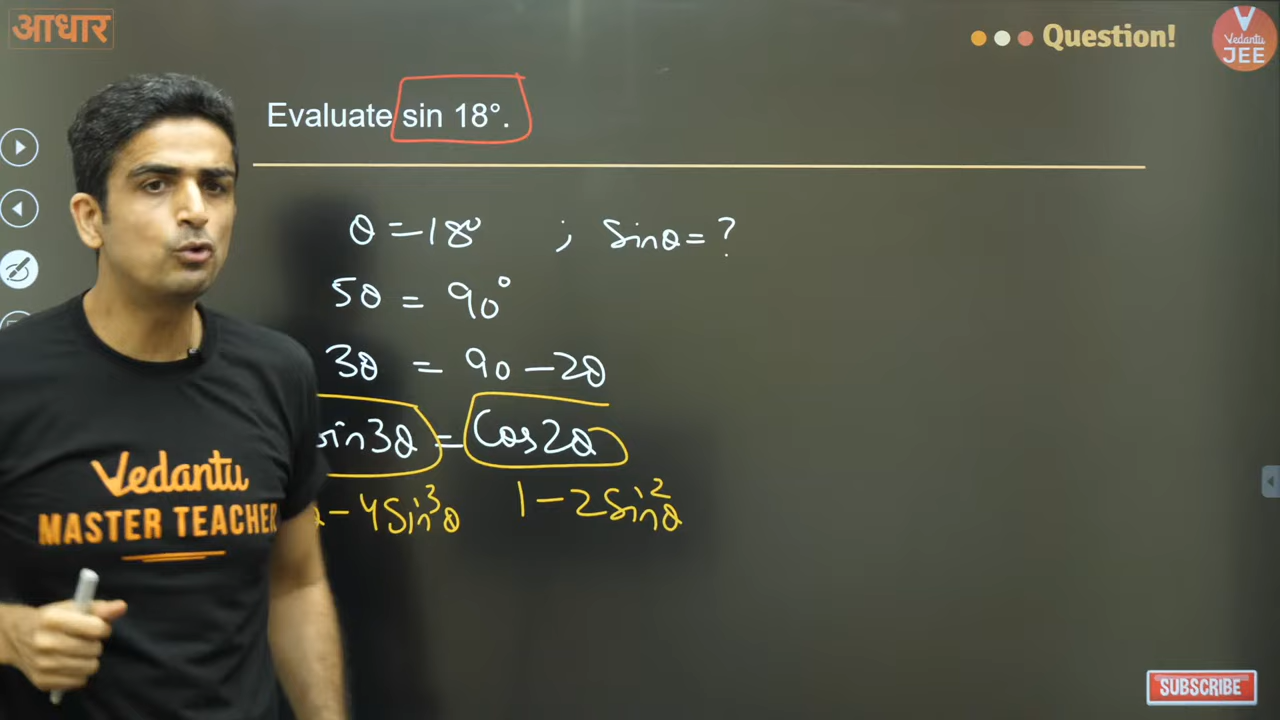 आधार
Question!
Vedantu
JEE
Evaluate sin 18°.
θ = 18° ; sinθ = ?
5θ = 90°
3θ = 90 - 2θ
sin3θ = Cos2θ
θ - 4sin³θ 1 - 2sin²θ
Vedantu
MASTER TEACHER
SUBSCRIBE